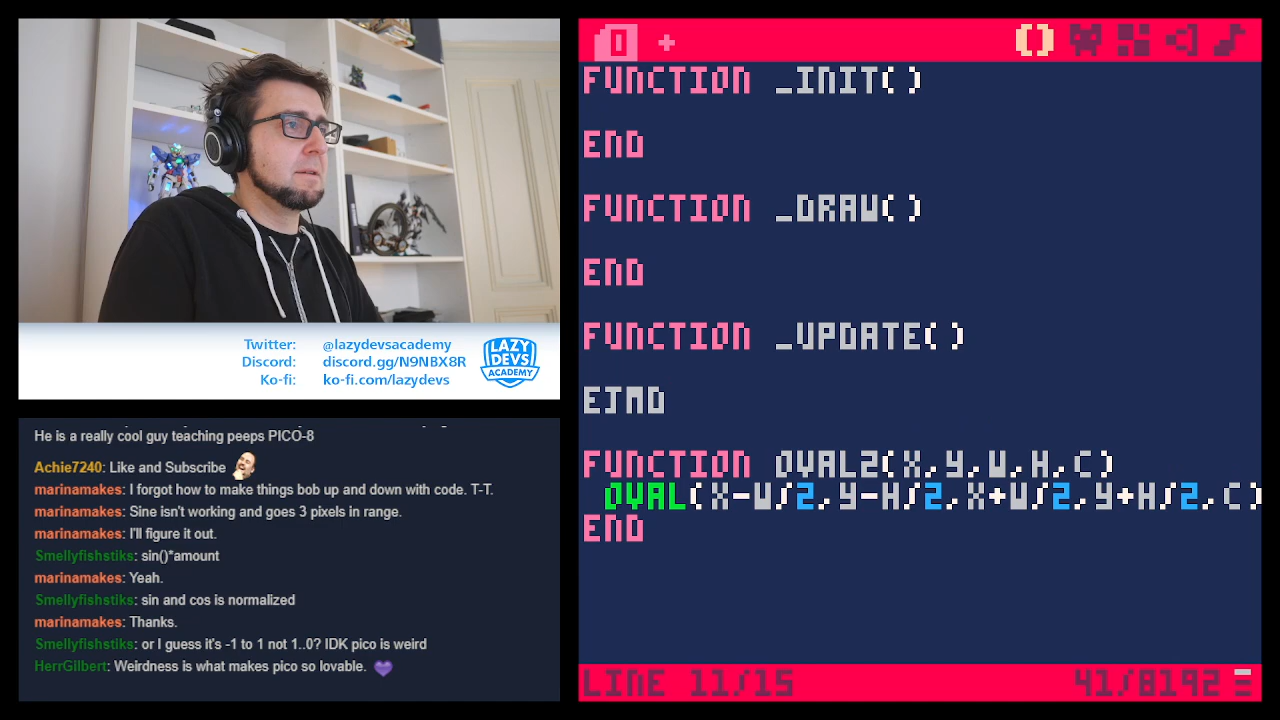 Twitter: @lazydevsacademy
Discord: discord.gg/N9NBX8R
Ko-fi: ko-fi.com/lazydevs
LAZY
DEVS
ACADEMY
He is a really cool guy teaching peeps PICO-8
Achie7240: Like and Subscribe
marinamakes: I forgot how to make things bob up and down with code. T-T.
marinamakes: Sine isn't working and goes 3 pixels in range.
marinamakes: I'll figure it out.
Smellyfishstiks: sin()*amount
marinamakes: Yeah.
Smellyfishstiks: sin and cos is normalized
marinamakes: Thanks.
Smellyfishstiks: or I guess it's -1 to 1 not 1..0? IDK pico is weird
HerrGilbert: Weirdness is what makes pico so lovable.
0 +
FUNCTION _INIT()
END
FUNCTION _DRAW()
END
FUNCTION _UPDATE()
EJMD
FUNCTION OVAL2(X,Y,W,H,C)
OVAL(X-W/2,Y-H/2,X+W/2,Y+H/2,C)
END
LINE 11/15 41/8192